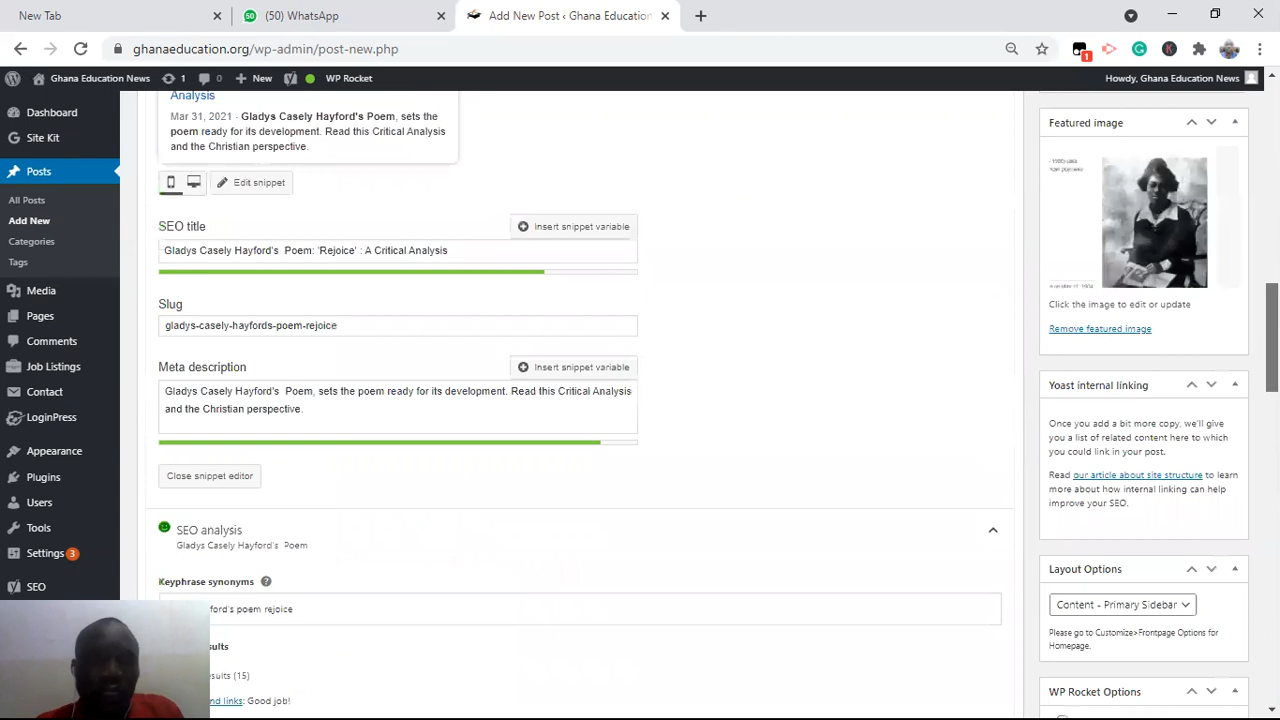 New Tab
(50) WhatsApp
Add New Post ‹ Ghana Education
ghanaeducation.org/wp-admin/post-new.php
1
Ghana Education News
1
0
New
WP Rocket
Howdy, Ghana Education News
Dashboard
Site Kit
Posts
All Posts
Add New
Categories
Tags
Media
Pages
Comments
Job Listings
Contact
LoginPress
Appearance
Plugins
Users
Tools
Settings 3
SEO
Analysis
Mar 31, 2021 - Gladys Casely Hayford's Poem, sets the
poem ready for its development. Read this Critical Analysis
and the Christian perspective.
Edit snippet
SEO title
Insert snippet variable
Gladys Casely Hayford's Poem: 'Rejoice' : A Critical Analysis
Slug
gladys-casely-hayfords-poem-rejoice
Meta description
Insert snippet variable
Gladys Casely Hayford's Poem, sets the poem ready for its development. Read this Critical Analysis
and the Christian perspective.
Close snippet editor
SEO analysis
Gladys Casely Hayford's Poem
Keyphrase synonyms
ford's poem rejoice
sults
esults (15)
nd links: Good job!
Featured image
Click the image to edit or update
Remove featured image
Yoast internal linking
Once you add a bit more copy, we'll give
you a list of related content here to which
you could link in your post.
Read our article about site structure to learn
more about how internal linking can help
improve your SEO.
Layout Options
Content - Primary Sidebar
Please go to Customize>Frontpage Options for
Homepage.
WP Rocket Options